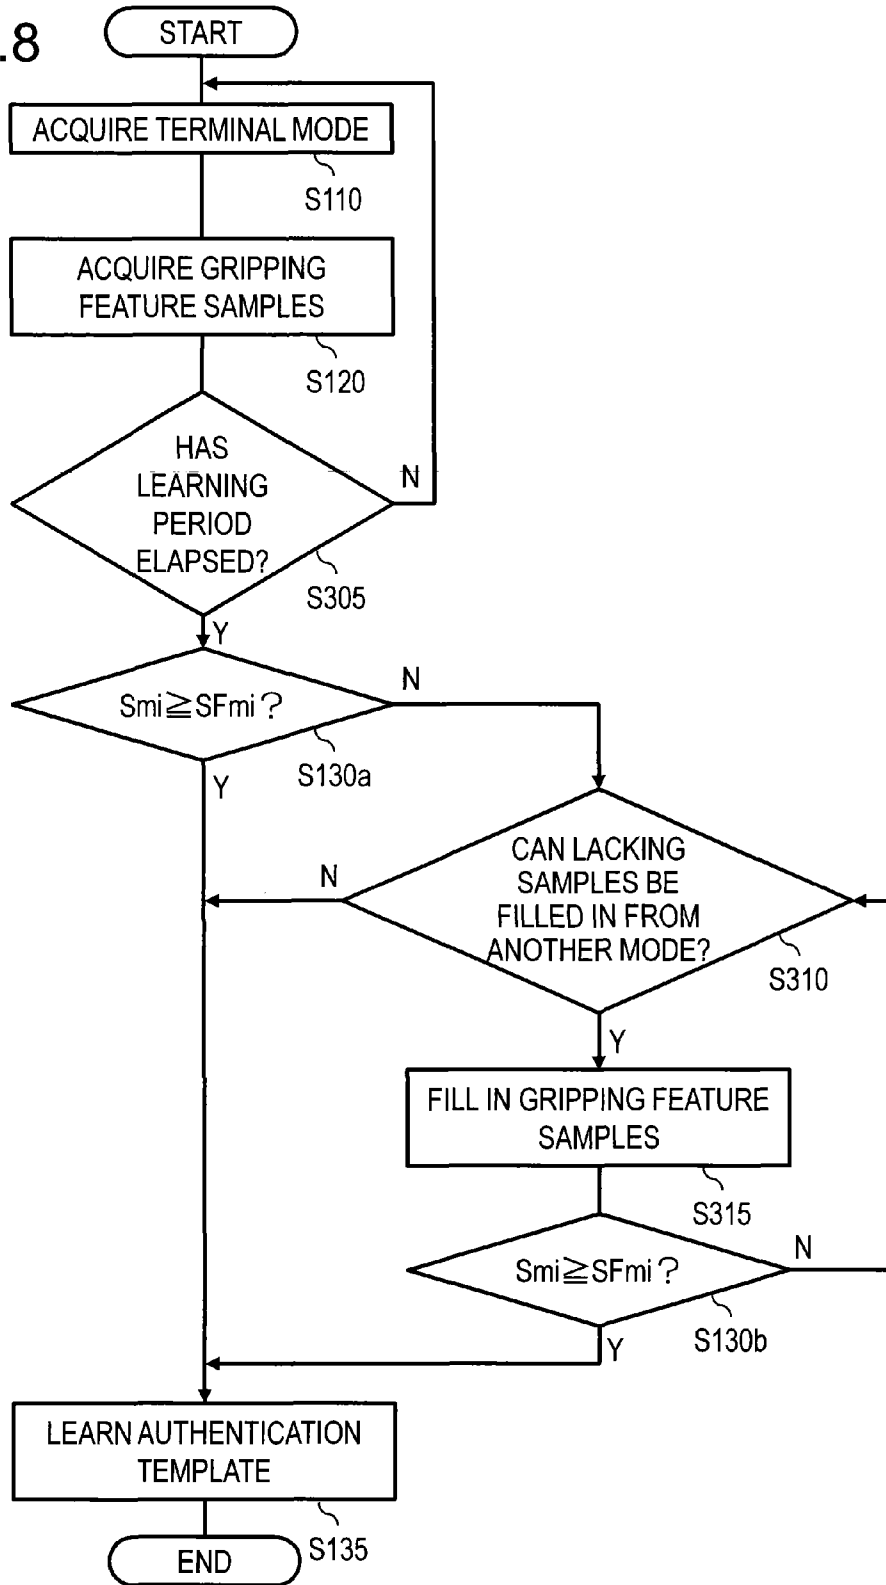 .8
START
ACQUIRE TERMINAL MODE
S110
ACQUIRE GRIPPING
FEATURE SAMPLES
S120
HAS
LEARNING
PERIOD
ELAPSED?
N
S305
Y
Smi≧SFmi?
N
S130a
Y
CAN LACKING
SAMPLES BE
FILLED IN FROM
ANOTHER MODE?
N
S310
Y
FILL IN GRIPPING FEATURE
SAMPLES
S315
Smi≧SFmi?
N
S130b
Y
LEARN AUTHENTICATION
TEMPLATE
S135
END